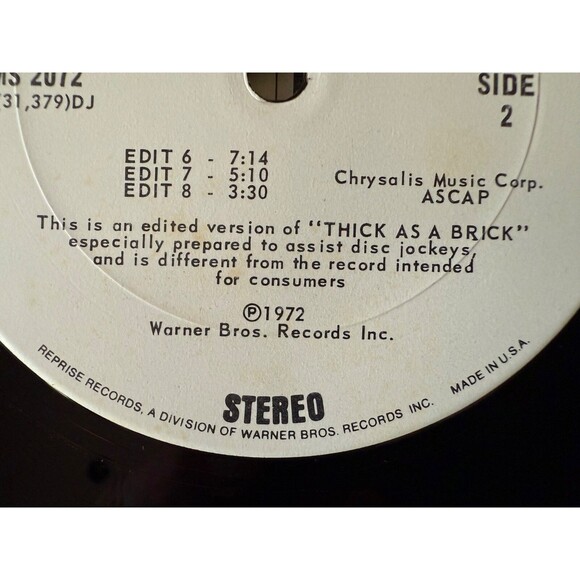 MS 2072
(31,379)DJ
SIDE
2
EDIT 6 - 7:14
EDIT 7 - 5:10
EDIT 8 - 3:30
Chrysalis Music Corp.
ASCAP
This is an edited version of "THICK AS A BRICK"
especially prepared to assist disc jockeys,
and is different from the record intended
for consumers
Ⓟ1972
Warner Bros. Records Inc.
STEREO
REPRISE RECORDS, A DIVISION OF WARNER BROS. RECORDS INC. MADE IN U.S.A.